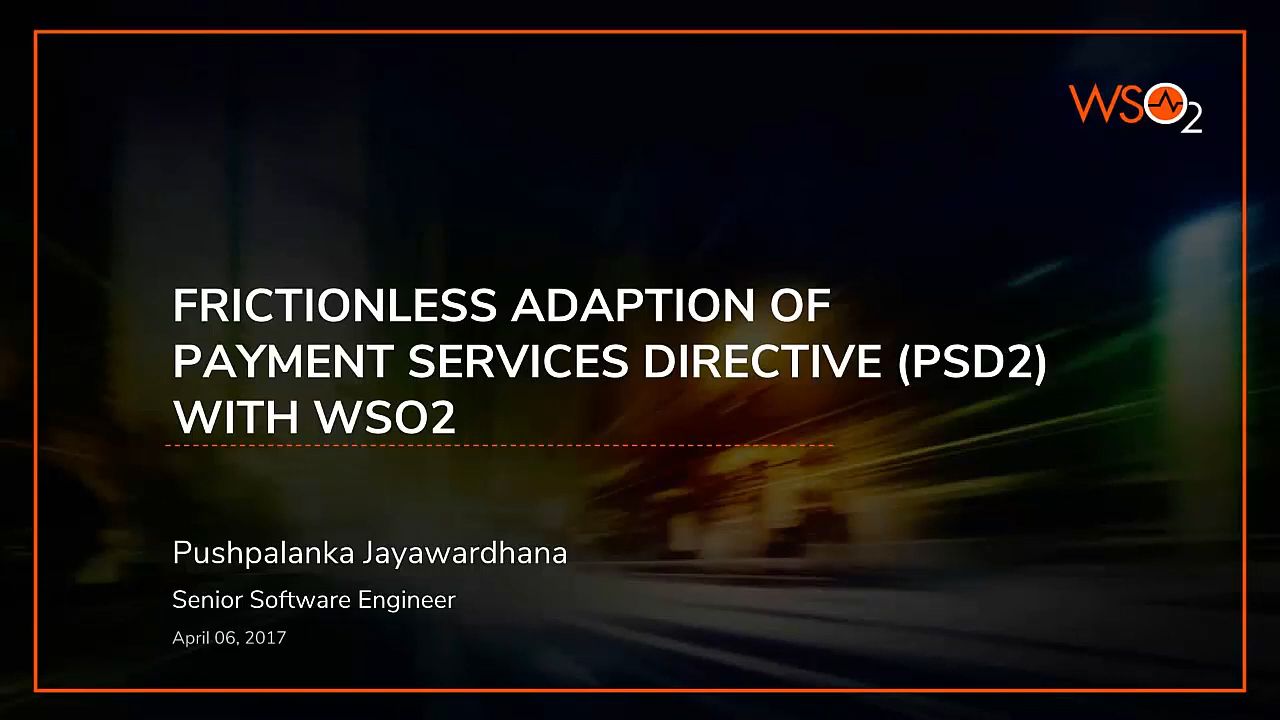 WSO2
FRICTIONLESS ADAPTION OF
PAYMENT SERVICES DIRECTIVE (PSD2)
WITH WSO2
Pushpalanka Jayawardhana
Senior Software Engineer
April 06, 2017